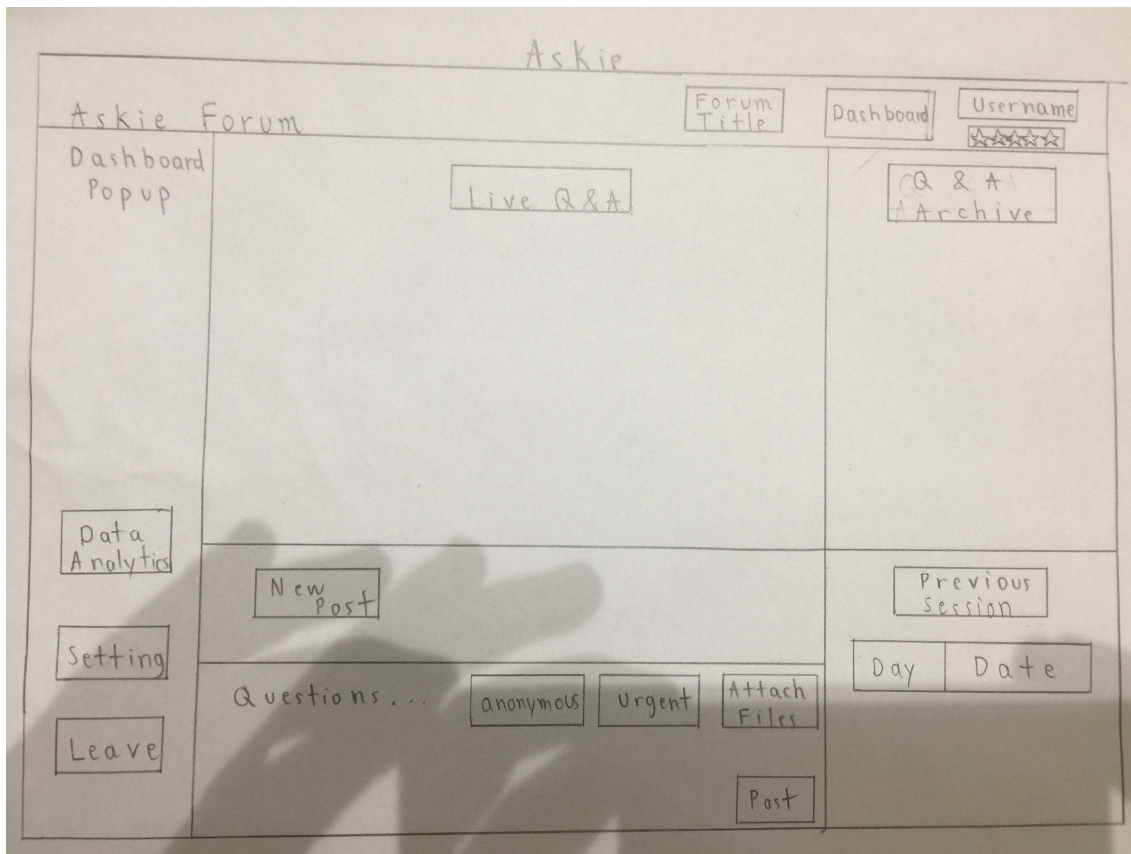 Askie
Askie Forum
Forum
Title
Dashboard
Username
Dashboard
Popup
Live Q&A
Q & A
Archive
Data
Analytics
Setting
Leave
New
Post
Questions...
anonymous
Urgent
Attach
Files
Post
Previous
Session
Day
Date